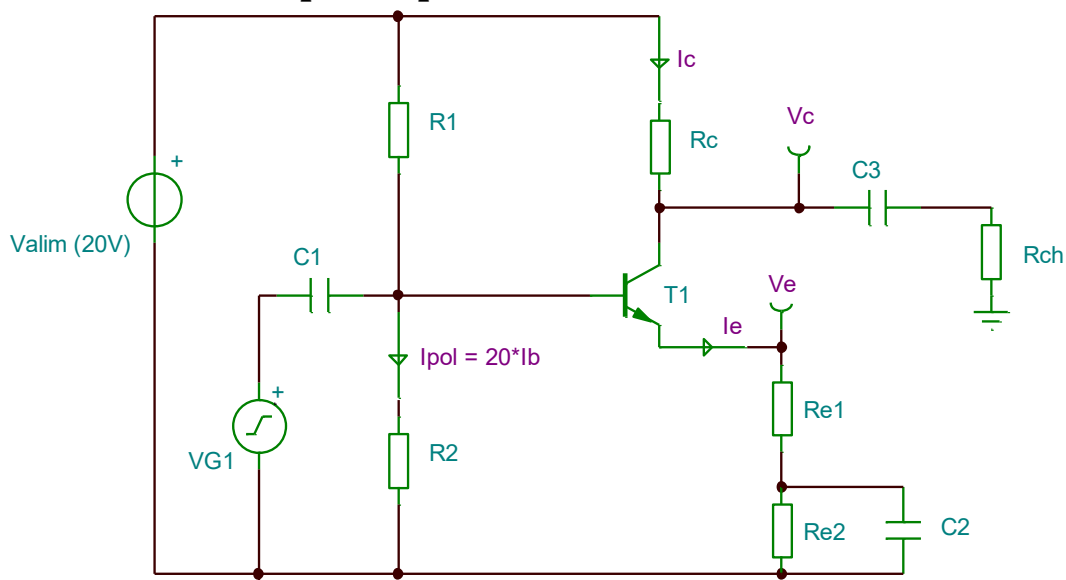 Ic
R1
Rc
Vc
C3
+
Valim (20V)
Rch
C1
T1
Ve
Ie
Ipol = 20*Ib
+
Re1
VG1
R2
Re2
C2